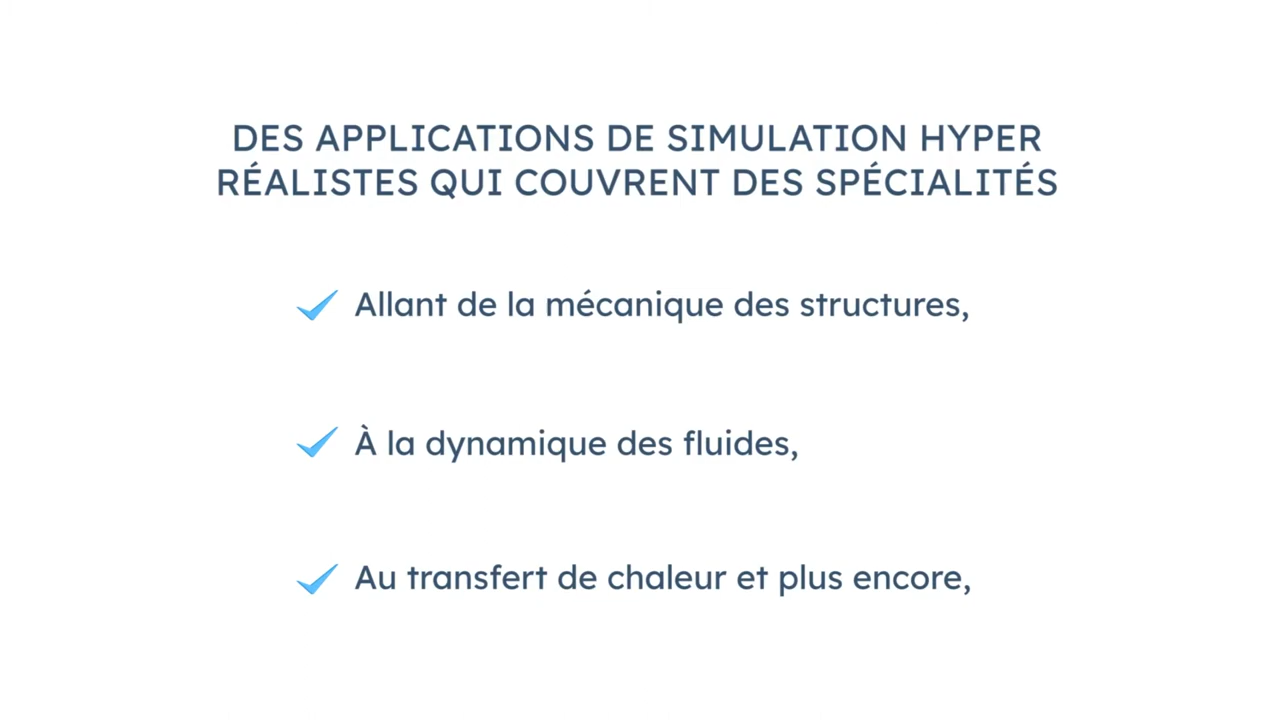 DES APPLICATIONS DE SIMULATION HYPER
RÉALISTES QUI COUVRENT DES SPÉCIALITÉS
Allant de la mécanique des structures,
À la dynamique des fluides,
Au transfert de chaleur et plus encore,